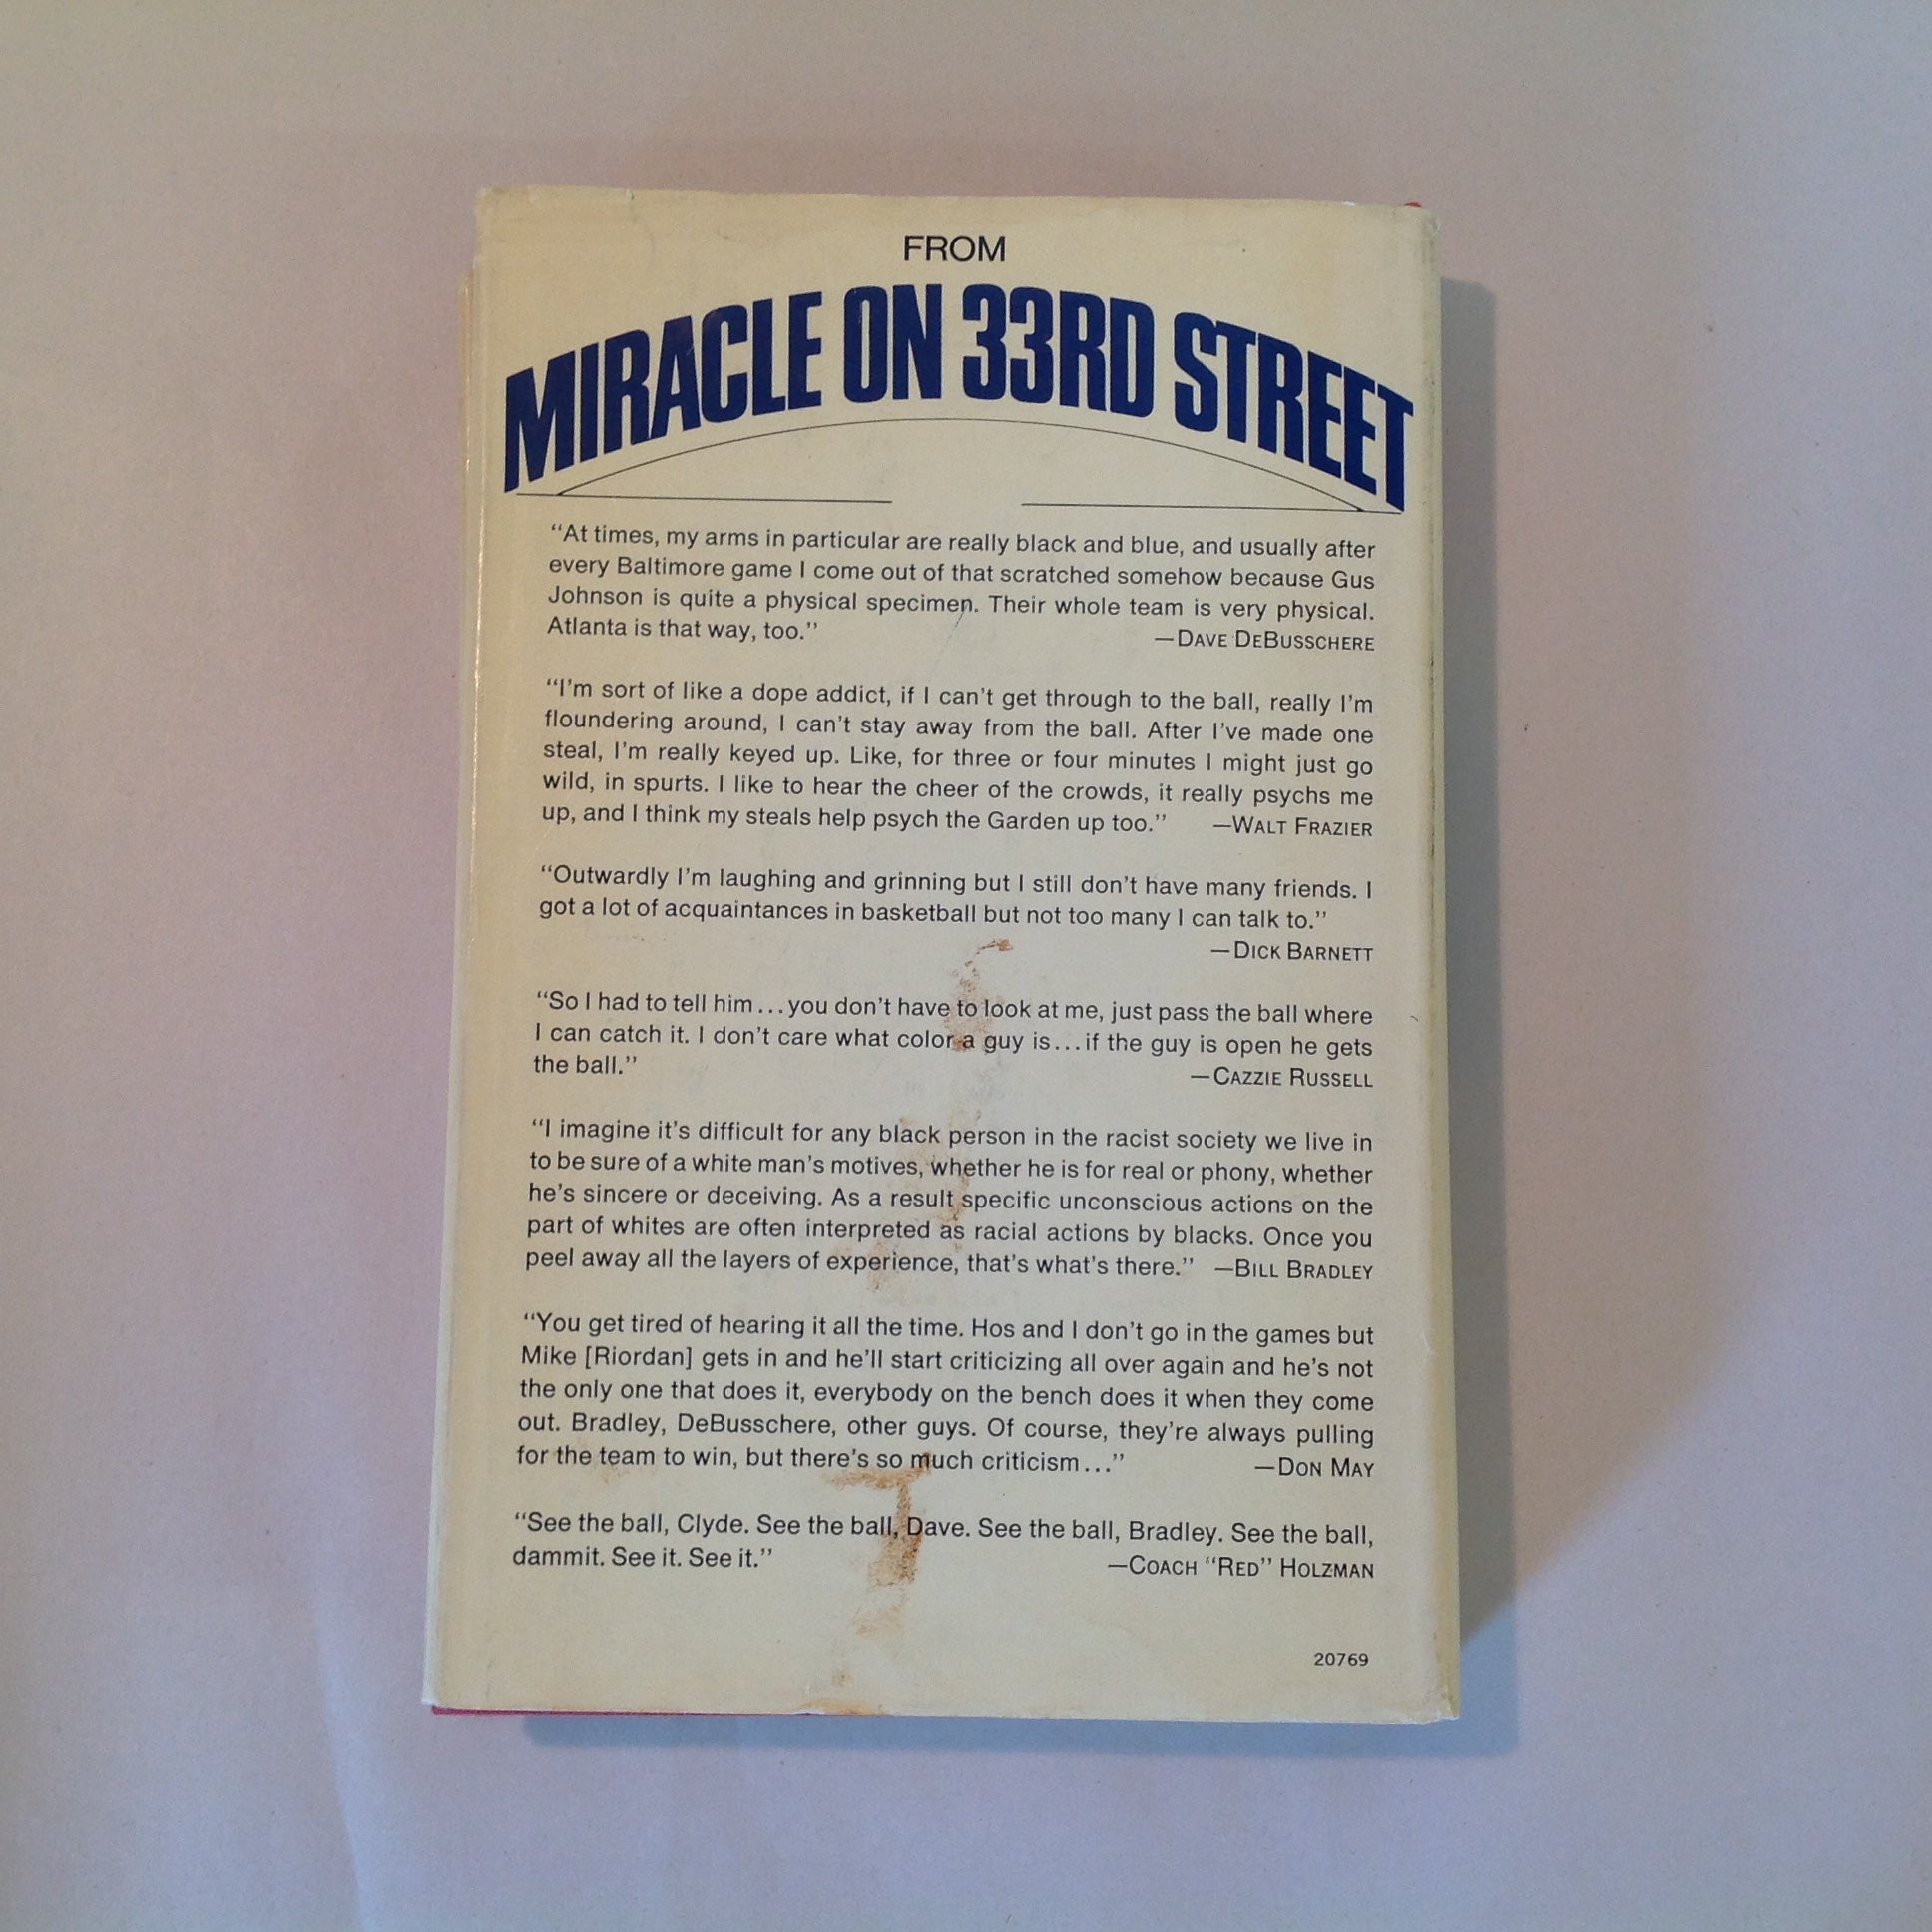 FROM
MIRACLE ON 33RD STREET
“At times, my arms in particular are really black and blue, and usually after
every Baltimore game I come out of that scratched somehow because Gus
Johnson is quite a physical specimen. Their whole team is very physical.
Atlanta is that way, too.” —DAVE DEBUSSCHERE
“I’m sort of like a dope addict, if I can’t get through to the ball, really I’m
floundering around, I can’t stay away from the ball. After I’ve made one
steal, I’m really keyed up. Like, for three or four minutes I might just go
wild, in spurts. I like to hear the cheer of the crowds, it really psychs me
up, and I think my steals help psych the Garden up too.” —WALT FRAZIER
“Outwardly I’m laughing and grinning but I still don’t have many friends. I
got a lot of acquaintances in basketball but not too many I can talk to.”
—DICK BARNETT
“So I had to tell him...you don’t have to look at me, just pass the ball where
I can catch it. I don’t care what color a guy is...if the guy is open he gets
the ball.” —CAZZIE RUSSELL
“I imagine it’s difficult for any black person in the racist society we live in
to be sure of a white man’s motives, whether he is for real or phony, whether
he’s sincere or deceiving. As a result specific unconscious actions on the
part of whites are often interpreted as racial actions by blacks. Once you
peel away all the layers of experience, that’s what’s there.” —BILL BRADLEY
“You get tired of hearing it all the time. Hos and I don’t go in the games but
Mike [Riordan] gets in and he’ll start criticizing all over again and he’s not
the only one that does it, everybody on the bench does it when they come
out. Bradley, DeBusschere, other guys. Of course, they’re always pulling
for the team to win, but there’s so much criticism...” —DON MAY
“See the ball, Clyde. See the ball, Dave. See the ball, Bradley. See the ball,
dammit. See it. See it.” —COACH “RED” HOLZMAN
20769